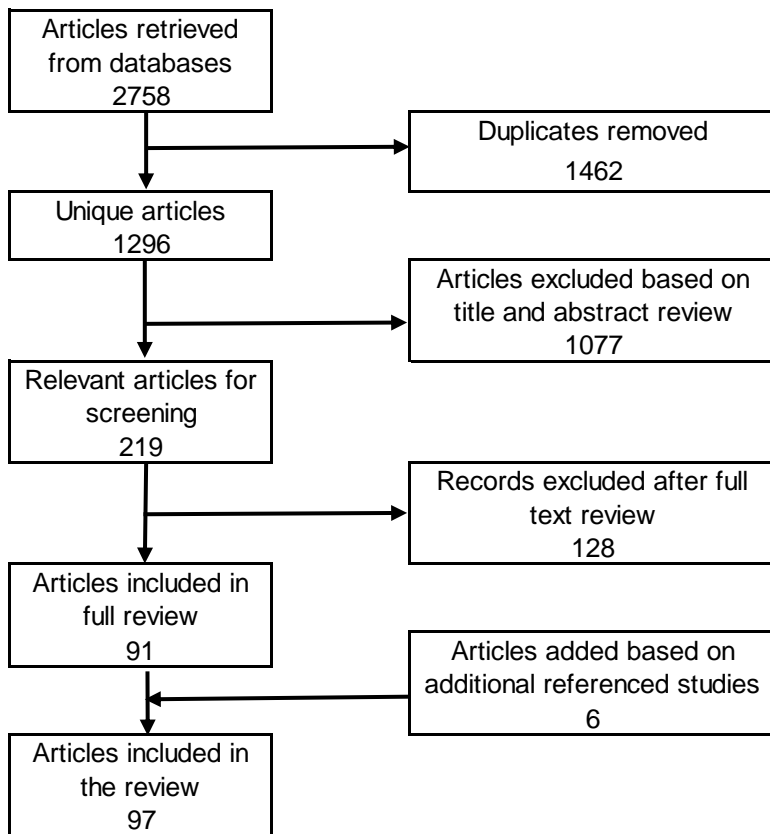 Articles retrieved
from databases
2758
Duplicates removed
1462
Unique articles
1296
Articles excluded based on
title and abstract review
1077
Relevant articles for
screening
219
Records excluded after full
text review
128
Articles included in
full review
91
Articles added based on
additional referenced studies
6
Articles included in
the review
97